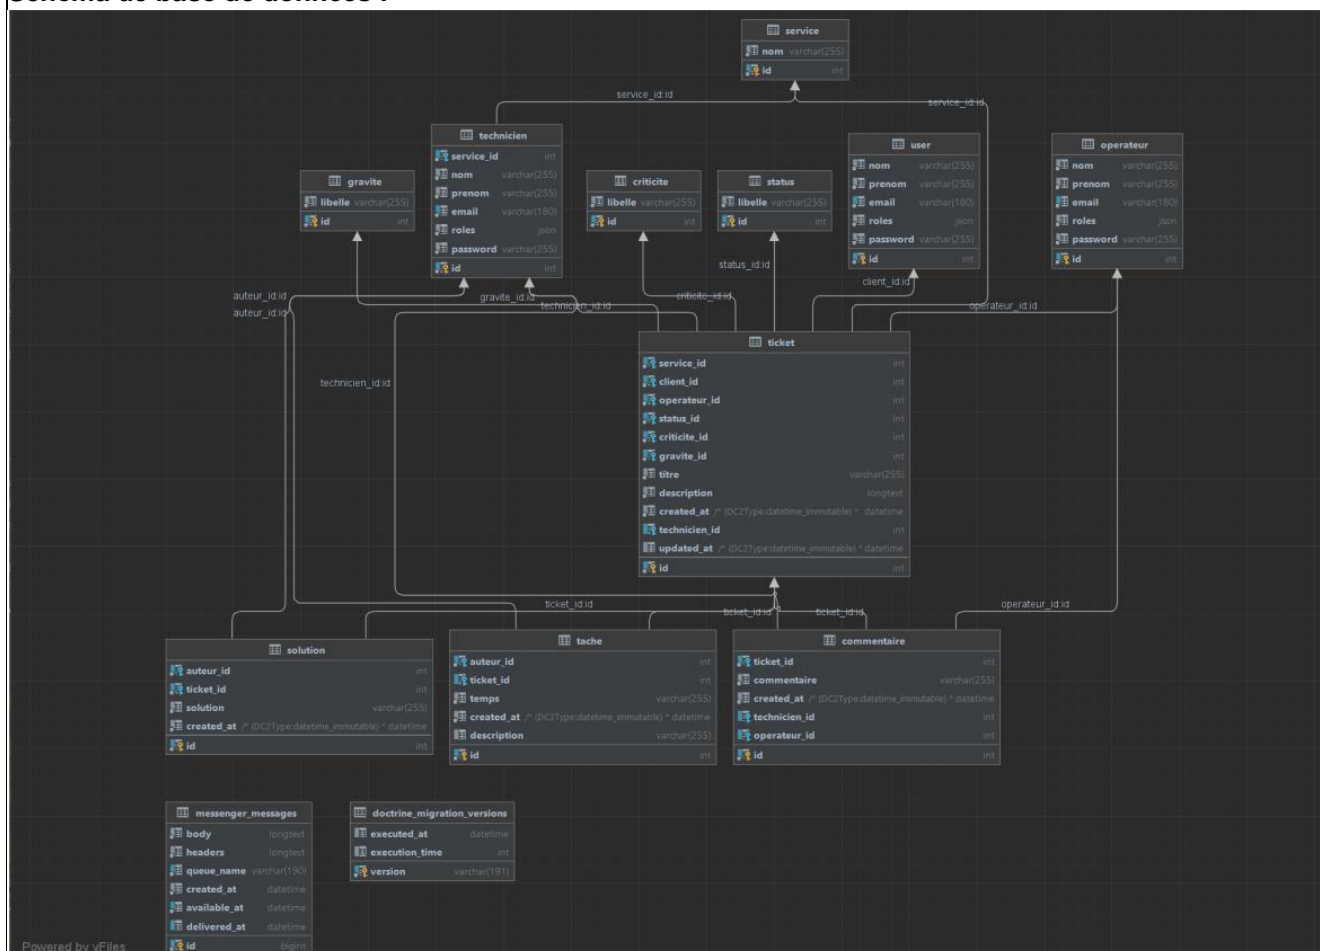 Schéma de base de données :
service
nom varchar(255)
id int
service_id:id
service_id:id
technicien
service_id int
nom varchar(255)
prenom varchar(255)
email varchar(180)
roles json
password varchar(255)
id int
user
nom varchar(255)
prenom varchar(255)
email varchar(180)
roles json
password varchar(255)
id int
operateur
nom varchar(255)
prenom varchar(255)
email varchar(180)
roles json
password varchar(255)
id int
gravite
libelle varchar(255)
id int
criticite
libelle varchar(255)
id int
status
libelle varchar(255)
id int
status_id:id
client_id:id
auteur_id:id
auteur_id:id
gravite_id:id
technicien_id:id
criticite_id:id
operateur_id:id
technicien_id:id
ticket
service_id int
client_id int
operateur_id int
status_id int
criticite_id int
gravite_id int
titre varchar(255)
description longtext
created_at /* (DC2Type:datetime_immutable) * datetime
technicien_id int
updated_at /* (DC2Type:datetime_immutable) * datetime
id int
ticket_id:id
ticket_id:id
ticket_id:id
operateur_id:id
solution
auteur_id int
ticket_id int
solution varchar(255)
created_at /* (DC2Type:datetime_immutable) * datetime
id int
tache
auteur_id int
ticket_id int
temps varchar(255)
created_at /* (DC2Type:datetime_immutable) * datetime
description varchar(255)
id int
commentaire
ticket_id int
commentaire varchar(255)
created_at /* (DC2Type:datetime_immutable) * datetime
technicien_id int
operateur_id int
id int
messenger_messages
body longtext
headers longtext
queue_name varchar(190)
created_at datetime
available_at datetime
delivered_at datetime
id bigint
doctrine_migration_versions
executed_at datetime
execution_time int
version varchar(191)
Powered by yFiles